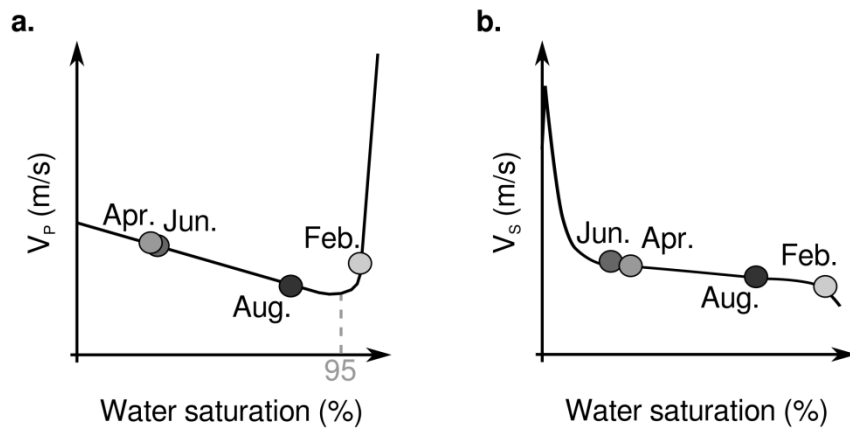 a.
V_P (m/s)
Apr.
Jun.
Feb.
Aug.
95
Water saturation (%)
b.
V_S (m/s)
Jun.
Apr.
Feb.
Aug.
Water saturation (%)